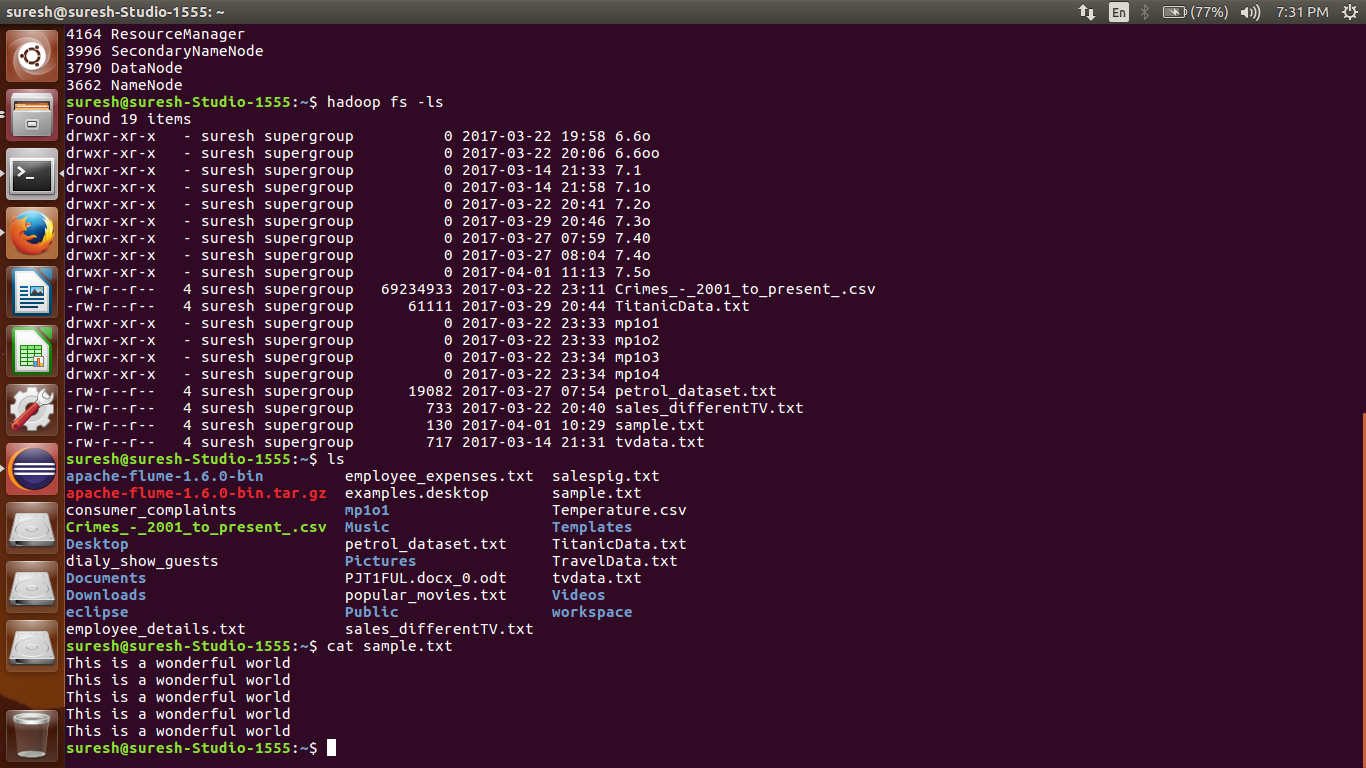 suresh@suresh-Studio-1555: ~ En (77%) 7:31 PM
4164 ResourceManager
3996 SecondaryNameNode
3790 DataNode
3662 NameNode
suresh@suresh-Studio-1555:~$ hadoop fs -ls
Found 19 items
drwxr-xr-x   - suresh supergroup          0 2017-03-22 19:58 6.6o
drwxr-xr-x   - suresh supergroup          0 2017-03-22 20:06 6.6oo
drwxr-xr-x   - suresh supergroup          0 2017-03-14 21:33 7.1
drwxr-xr-x   - suresh supergroup          0 2017-03-14 21:58 7.1o
drwxr-xr-x   - suresh supergroup          0 2017-03-22 20:41 7.2o
drwxr-xr-x   - suresh supergroup          0 2017-03-29 20:46 7.3o
drwxr-xr-x   - suresh supergroup          0 2017-03-27 07:59 7.40
drwxr-xr-x   - suresh supergroup          0 2017-03-27 08:04 7.4o
drwxr-xr-x   - suresh supergroup          0 2017-04-01 11:13 7.5o
-rw-r--r--   4 suresh supergroup   69234933 2017-03-22 23:11 Crimes_-_2001_to_present_.csv
-rw-r--r--   4 suresh supergroup      61111 2017-03-29 20:44 TitanicData.txt
drwxr-xr-x   - suresh supergroup          0 2017-03-22 23:33 mp1o1
drwxr-xr-x   - suresh supergroup          0 2017-03-22 23:33 mp1o2
drwxr-xr-x   - suresh supergroup          0 2017-03-22 23:34 mp1o3
drwxr-xr-x   - suresh supergroup          0 2017-03-22 23:34 mp1o4
-rw-r--r--   4 suresh supergroup      19082 2017-03-27 07:54 petrol_dataset.txt
-rw-r--r--   4 suresh supergroup        733 2017-03-22 20:40 sales_differentTV.txt
-rw-r--r--   4 suresh supergroup        130 2017-04-01 10:29 sample.txt
-rw-r--r--   4 suresh supergroup        717 2017-03-14 21:31 tvdata.txt
suresh@suresh-Studio-1555:~$ ls
apache-flume-1.6.0-bin         employee_expenses.txt  salespig.txt
apache-flume-1.6.0-bin.tar.gz  examples.desktop       sample.txt
consumer_complaints            mp1o1                  Temperature.csv
Crimes_-_2001_to_present_.csv  Music                  Templates
Desktop                        petrol_dataset.txt     TitanicData.txt
dialy_show_guests              Pictures               TravelData.txt
Documents                      PJT1FUL.docx_0.odt     tvdata.txt
Downloads                      popular_movies.txt     Videos
eclipse                        Public                 workspace
employee_details.txt           sales_differentTV.txt
suresh@suresh-Studio-1555:~$ cat sample.txt
This is a wonderful world
This is a wonderful world
This is a wonderful world
This is a wonderful world
This is a wonderful world
suresh@suresh-Studio-1555:~$